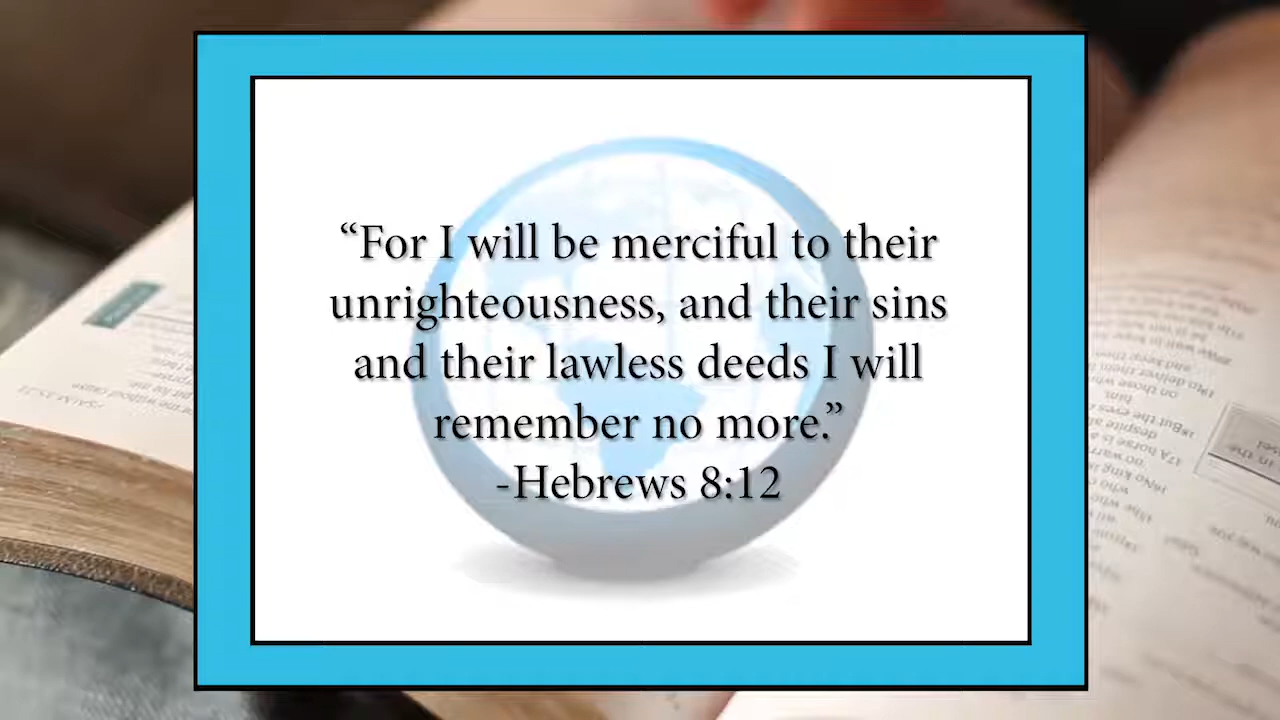 “For I will be merciful to their
unrighteousness, and their sins
and their lawless deeds I will
remember no more.”
-Hebrews 8:12